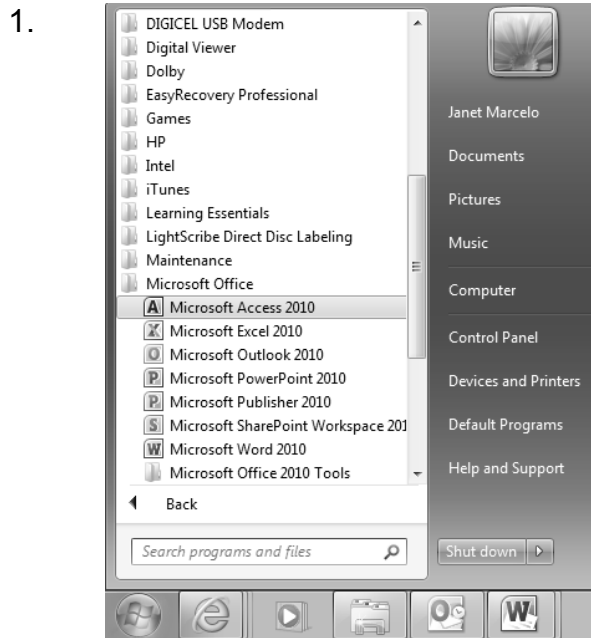 1.
DIGICEL USB Modem
Digital Viewer
Dolby
EasyRecovery Professional
Games
HP
Intel
iTunes
Learning Essentials
LightScribe Direct Disc Labeling
Maintenance
Microsoft Office
A Microsoft Access 2010
X Microsoft Excel 2010
O Microsoft Outlook 2010
P Microsoft PowerPoint 2010
P Microsoft Publisher 2010
S Microsoft SharePoint Workspace 201
W Microsoft Word 2010
Microsoft Office 2010 Tools
Back
Search programs and files
Janet Marcelo
Documents
Pictures
Music
Computer
Control Panel
Devices and Printers
Default Programs
Help and Support
Shut down
O W